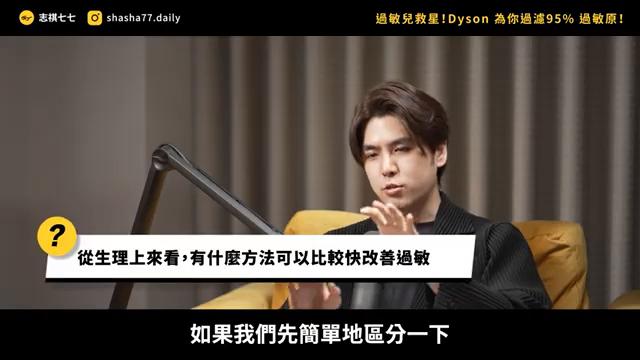 志祺七七
shasha77.daily
過敏兒救星!Dyson 為你過濾95% 過敏原!
?
從生理上來看,有什麼方法可以比較快改善過敏
如果我們先簡單地區分一下